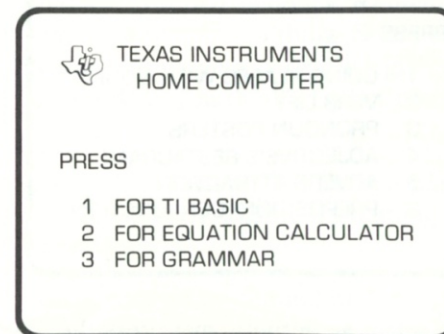 TEXAS INSTRUMENTS
HOME COMPUTER
PRESS
1 FOR TI BASIC
2 FOR EQUATION CALCULATOR
3 FOR GRAMMAR